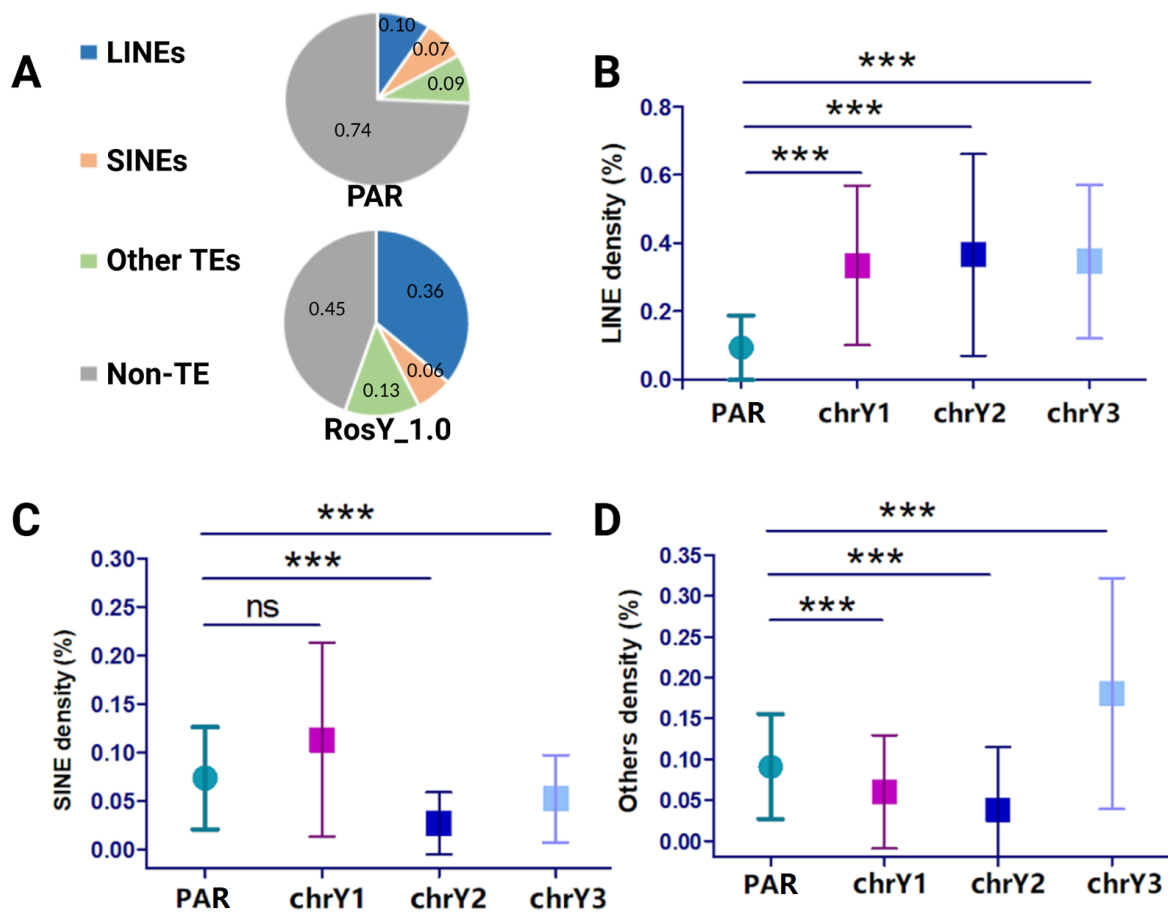 A
LINEs
SINEs
Other TEs
Non-TE
0.10
0.07
0.09
0.74
PAR
0.36
0.45
0.06
0.13
RosY_1.0
B
***
***
***
LINE density (%)
0.8
0.6
0.4
0.2
0.0
PAR chrY1 chrY2 chrY3
C
***
***
ns
SINE density (%)
0.30
0.25
0.20
0.15
0.10
0.05
0.00
PAR chrY1 chrY2 chrY3
D
***
***
***
Others density (%)
0.35
0.30
0.25
0.20
0.15
0.10
0.05
0.00
PAR chrY1 chrY2 chrY3